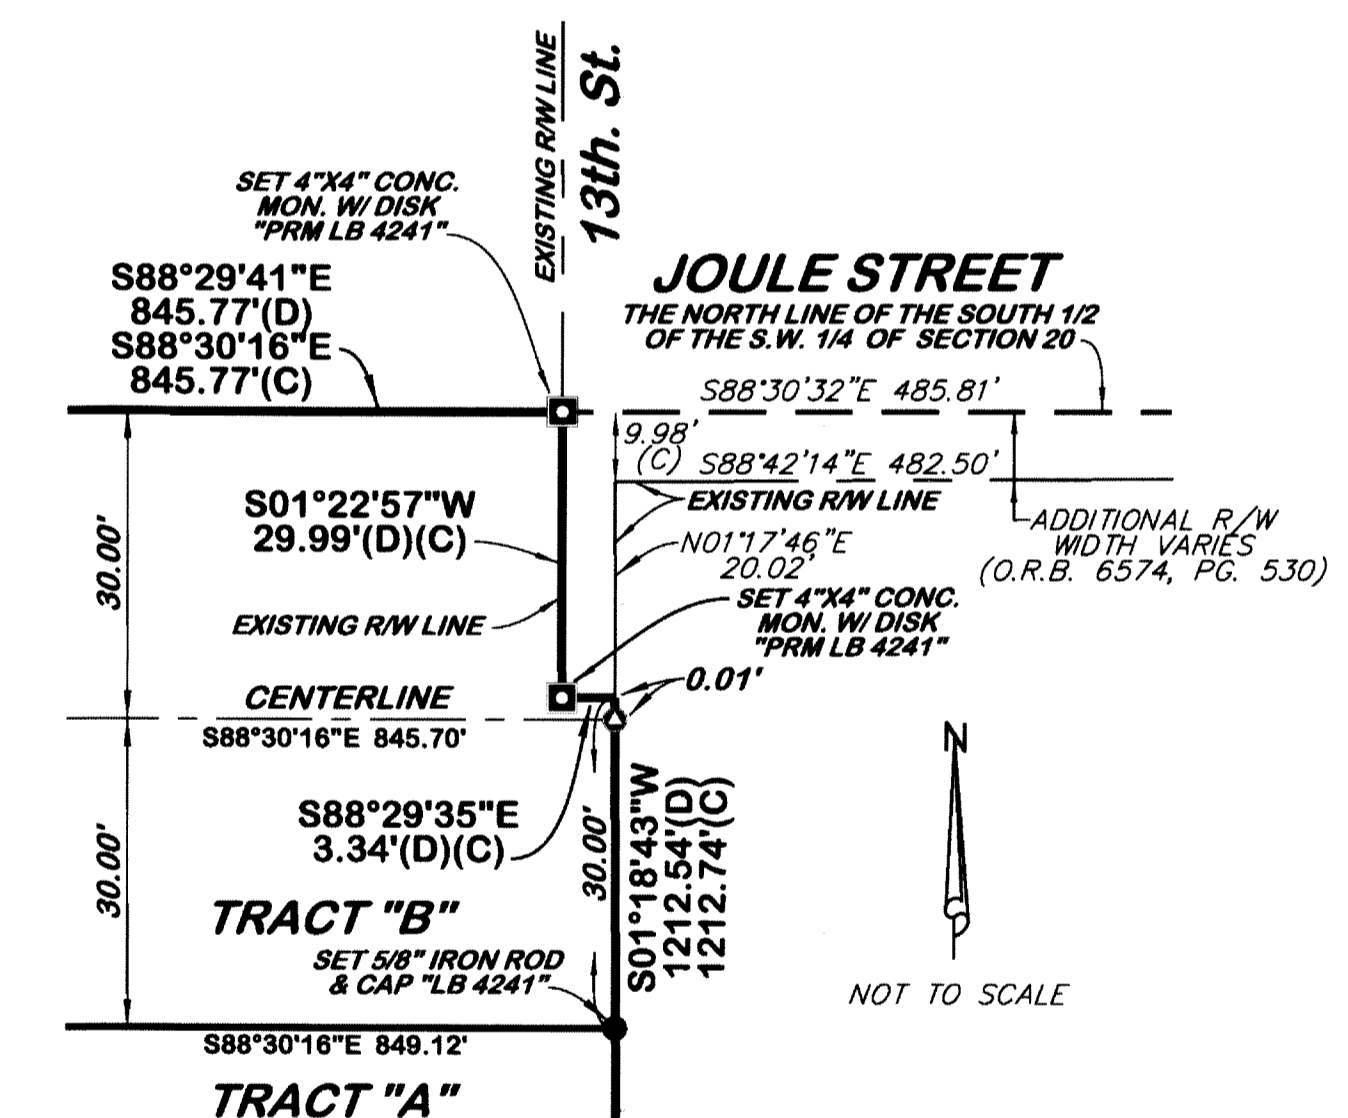 EXISTING R/W LINE
13th. St.
SET 4"X4" CONC.
MON. W/ DISK
"PRM LB 4241"
S88°29'41"E
845.77'(D)
S88°30'16"E
845.77'(C)
JOULE STREET
THE NORTH LINE OF THE SOUTH 1/2
OF THE S.W. 1/4 OF SECTION 20
S88°30'32"E 485.81'
9.98'
(C)
S88°42'14"E 482.50'
EXISTING R/W LINE
ADDITIONAL R/W
WIDTH VARIES
(O.R.B. 6574, PG. 530)
S01°22'57"W
29.99'(D)(C)
30.00'
N01°17'46"E
20.02'
SET 4"X4" CONC.
MON. W/ DISK
"PRM LB 4241"
EXISTING R/W LINE
0.01'
CENTERLINE
S88°30'16"E 845.70'
N
S88°29'35"E
3.34'(D)(C)
30.00'
30.00'
S01°18'43"W
1212.54'(D)
1212.74'(C)
TRACT "B"
SET 5/8" IRON ROD
& CAP "LB 4241"
NOT TO SCALE
S88°30'16"E 849.12'
TRACT "A"